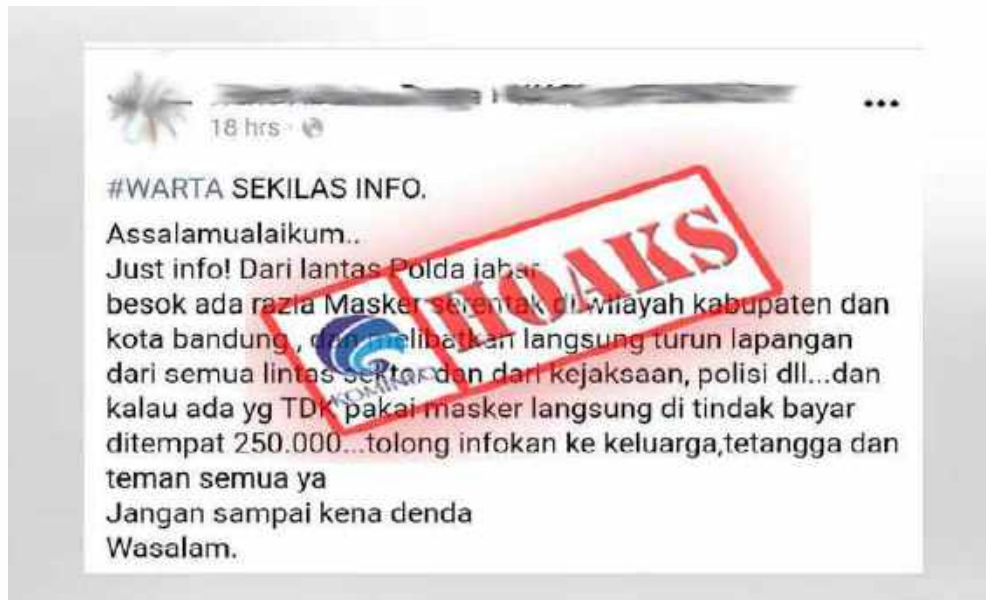 18 hrs ·
#WARTA SEKILAS INFO.
Assalamualaikum..
Just info! Dari lantas Polda jabar
besok ada razia Masker serentak di wilayah kabupaten dan
kota bandung , dan melibatkan langsung turun lapangan
dari semua lintas sektor dan dari kejaksaan, polisi dll...dan
kalau ada yg TDK pakai masker langsung di tindak bayar
ditempat 250.000...tolong infokan ke keluarga,tetangga dan
teman semua ya
Jangan sampai kena denda
Wasalam.
HOAKS
KOMINFO